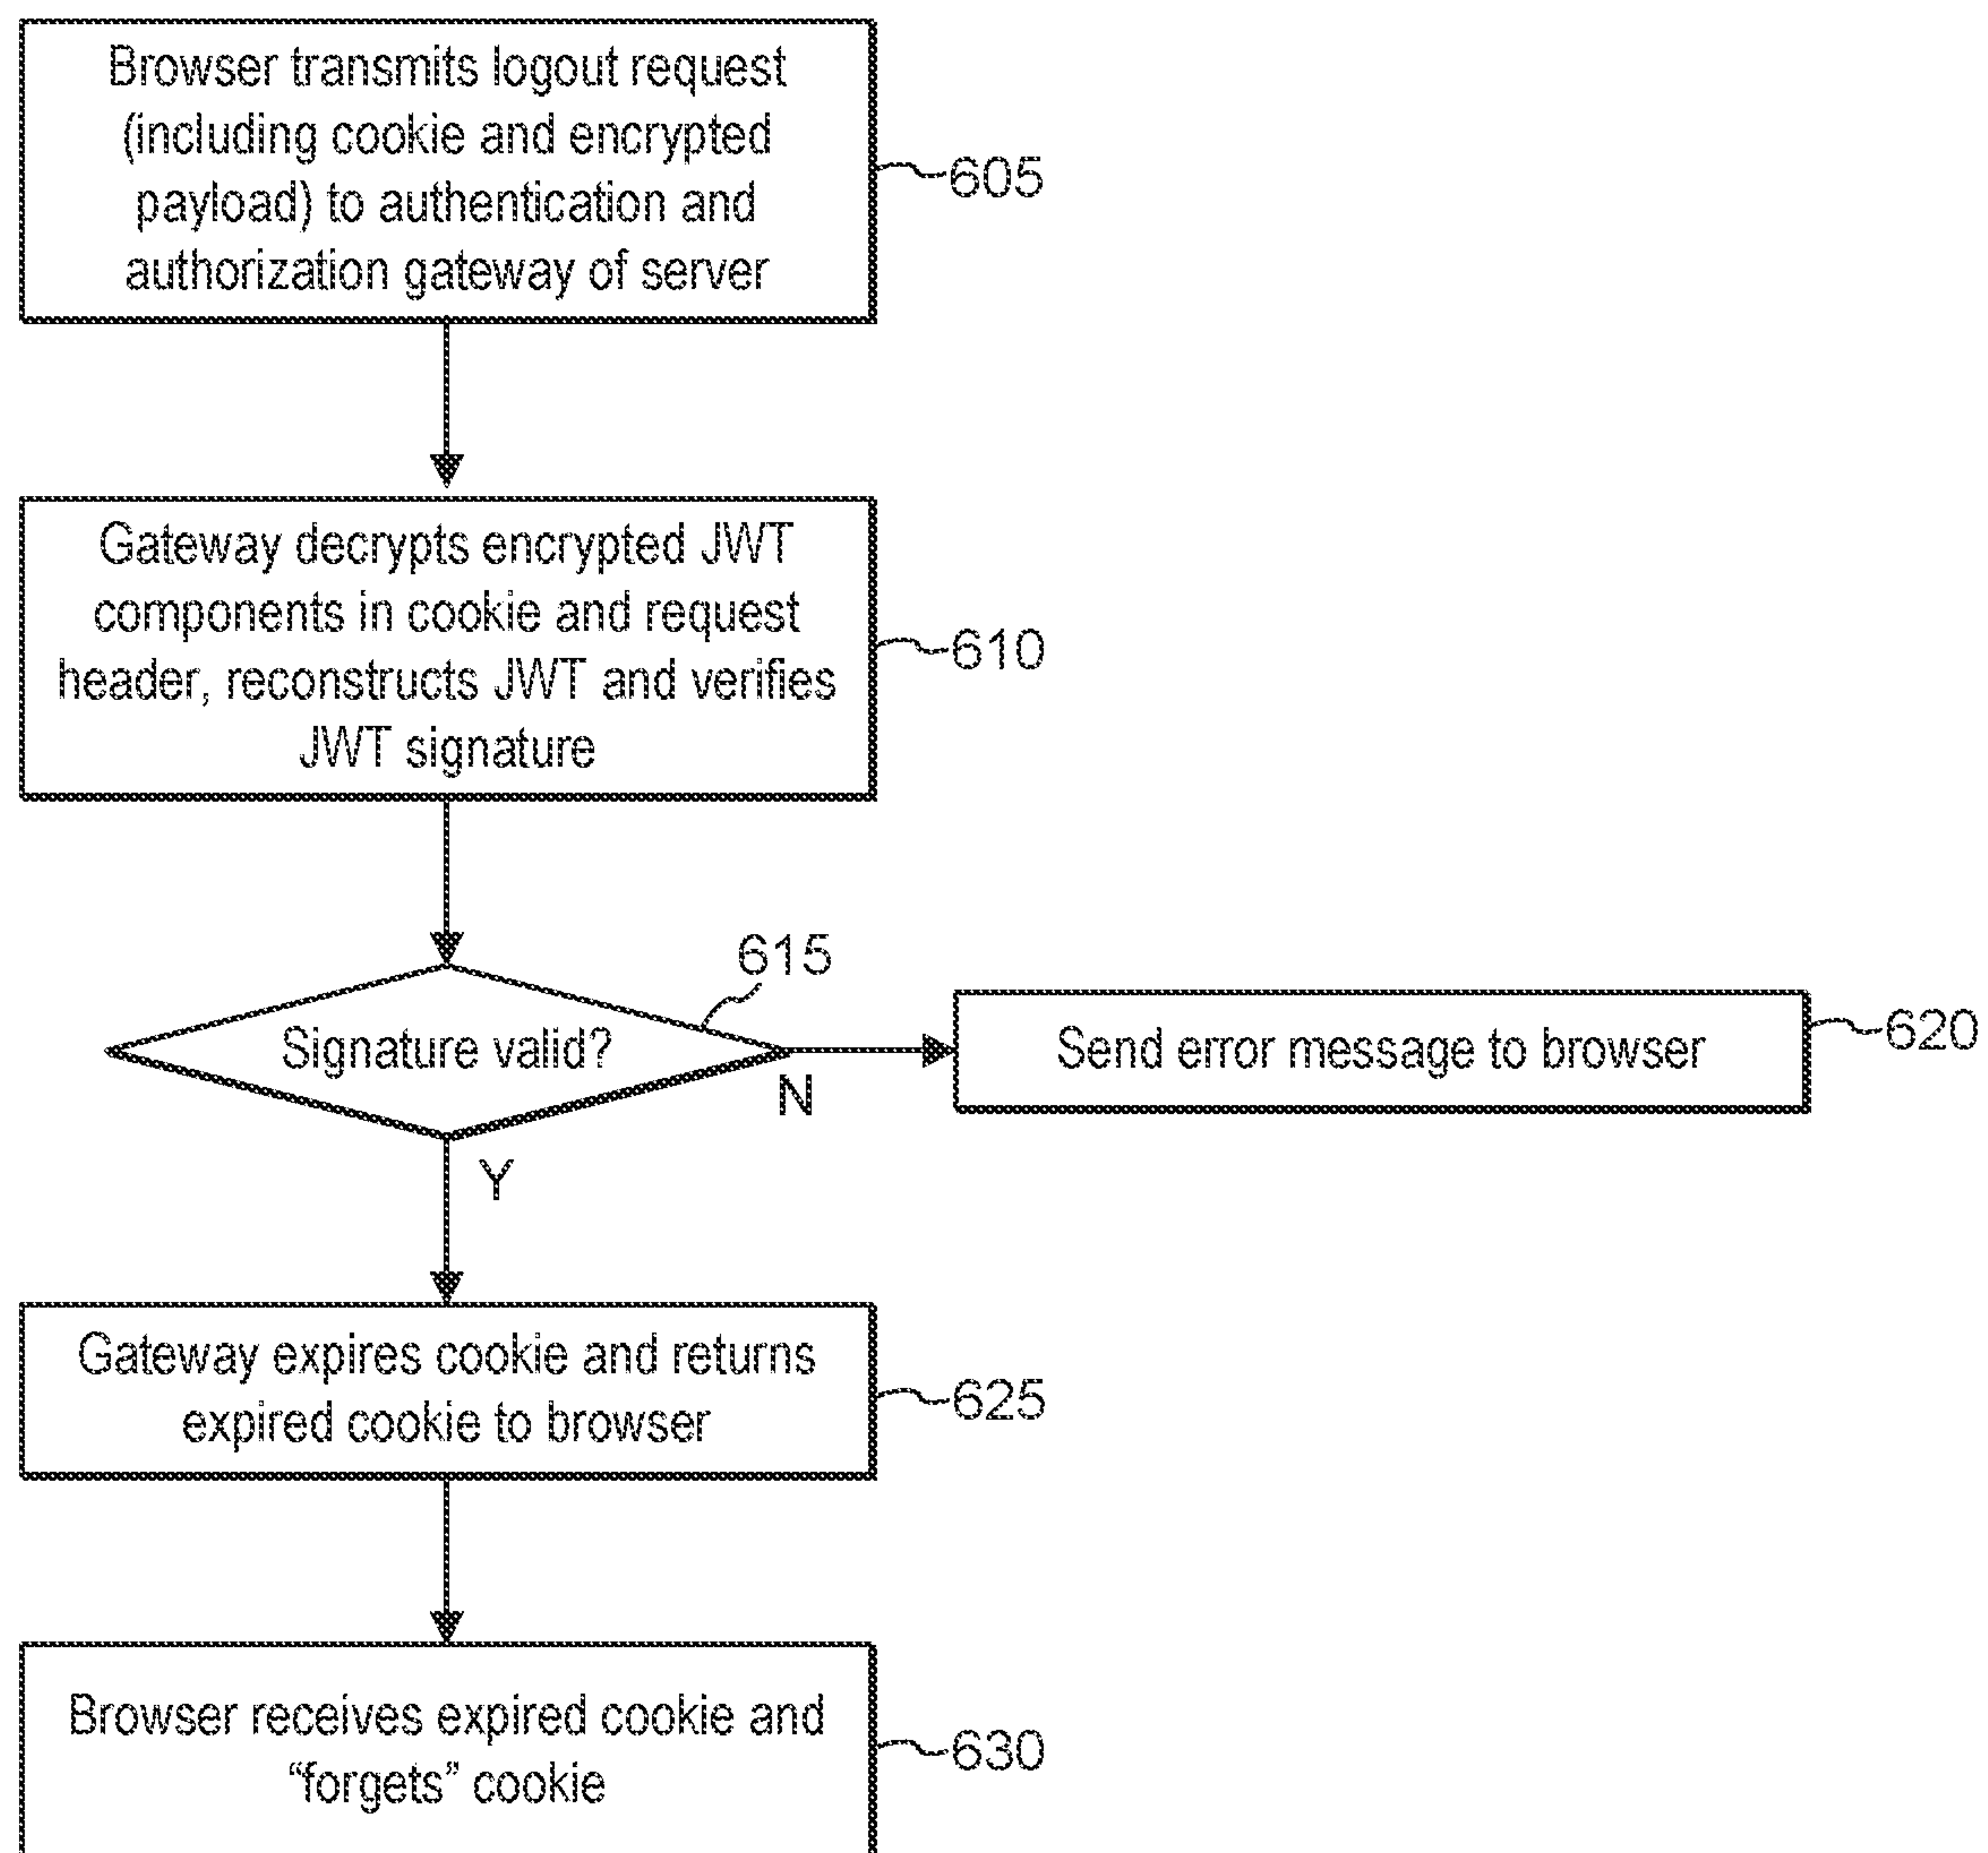 Browser transmits logout request
(including cookie and encrypted
payload) to authentication and
authorization gateway of server
605
Gateway decrypts encrypted JWT
components in cookie and request
header, reconstructs JWT and verifies
JWT signature
610
615
Signature valid?
N
Send error message to browser
620
Y
Gateway expires cookie and returns
expired cookie to browser
625
Browser receives expired cookie and
“forgets” cookie
630